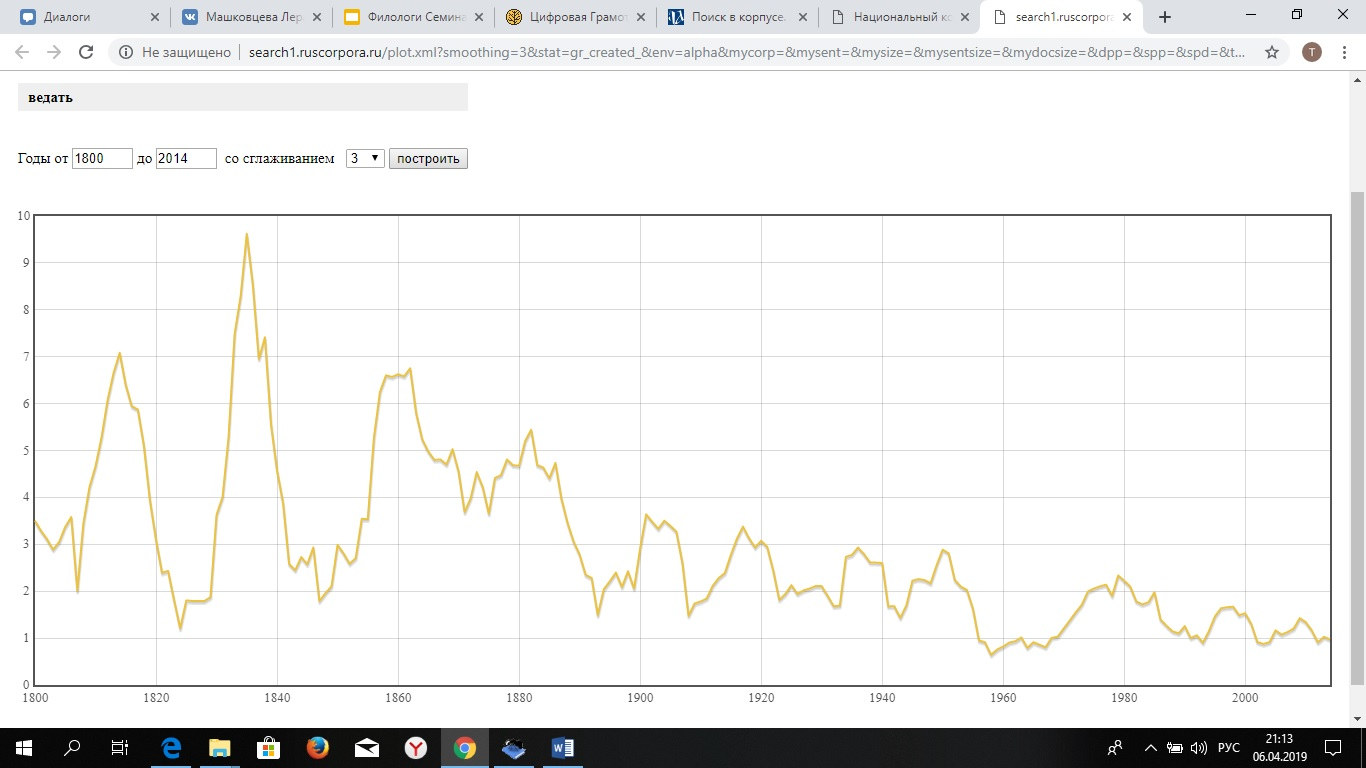 Диалоги
Машковцева Лер
Филологи Семина
Цифровая Грамот
Поиск в корпусе.
Национальный ко
search1.ruscorpora
Не защищено
search1.ruscorpora.ru/plot.xml?smoothing=3&stat=gr_created_&env=alpha&mycorp=&mysent=&mysize=&mysentsize=&mydocsize=&dpp=&spp=&spd=&t...
T
ведать
Годы от 1800 до 2014 со сглаживанием 3 построить
10
9
8
7
6
5
4
3
2
1
0
1800 1820 1840 1860 1880 1900 1920 1940 1960 1980 2000
РУС
21:13
06.04.2019